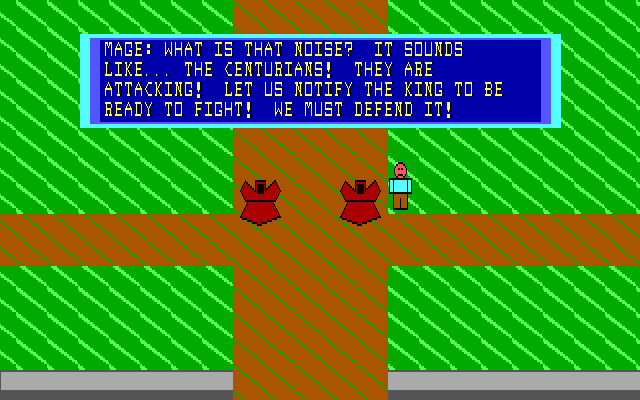 MAGE: WHAT IS THAT NOISE? IT SOUNDS
LIKE... THE CENTURIANS! THEY ARE
ATTACKING! LET US NOTIFY THE KING TO BE
READY TO FIGHT! WE MUST DEFEND IT!